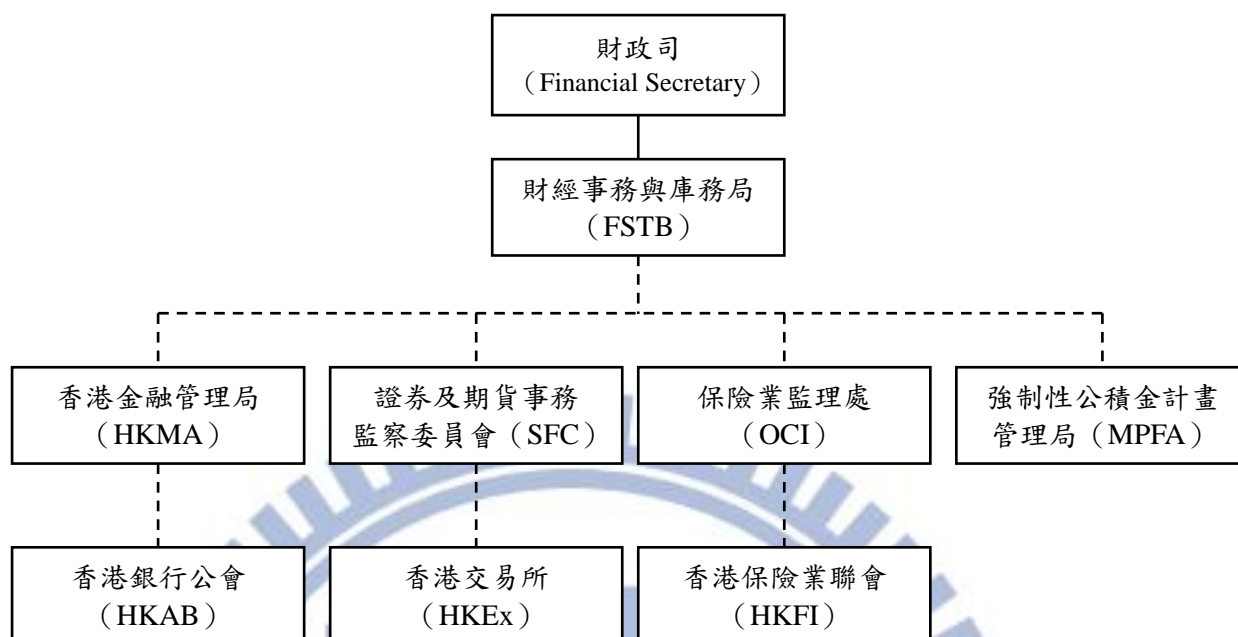 財政司
（Financial Secretary）
財經事務與庫務局
（FSTB）
香港金融管理局
（HKMA）
證券及期貨事務
監察委員會（SFC）
保險業監理處
（OCI）
強制性公積金計畫
管理局（MPFA）
香港銀行公會
（HKAB）
香港交易所
（HKEx）
香港保險業聯會
（HKFI）